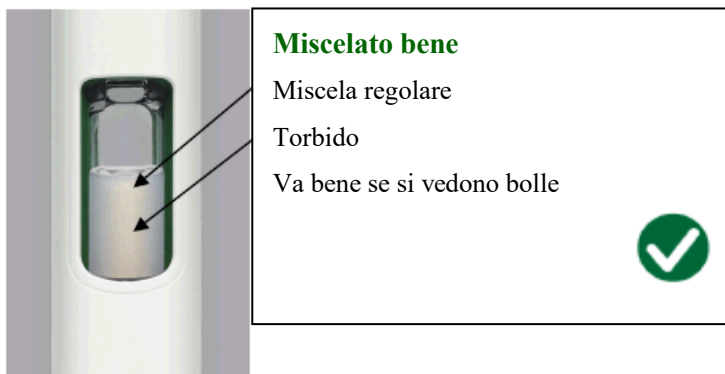 Miscelato bene
Miscela regolare
Torbido
Va bene se si vedono bolle